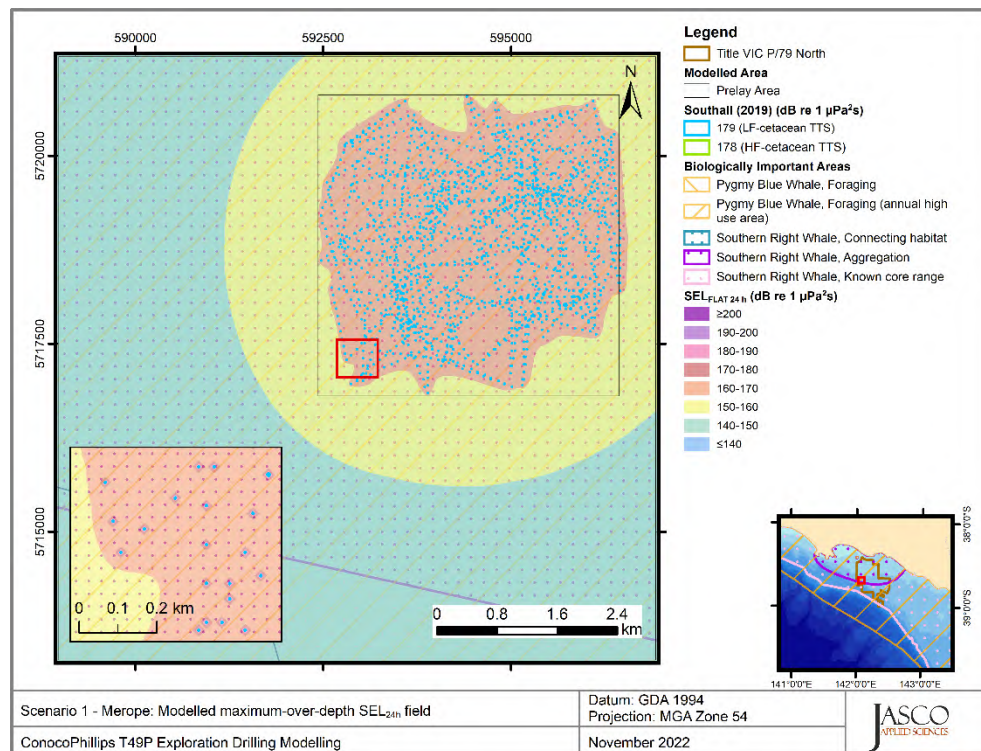 590000 592500 595000
5720000
5717500
5715000
N
0 0.1 0.2 km
0 0.8 1.6 2.4
km
Legend
Title VIC P/79 North
Modelled Area
Prelay Area
Southall (2019) (dB re 1 µPa²s)
179 (LF-cetacean TTS)
178 (HF-cetacean TTS)
Biologically Important Areas
Pygmy Blue Whale, Foraging
Pygmy Blue Whale, Foraging (annual high
use area)
Southern Right Whale, Connecting habitat
Southern Right Whale, Aggregation
Southern Right Whale, Known core range
SEL FLAT 24 h (dB re 1 µPa²s)
≥200
190-200
180-190
170-180
160-170
150-160
140-150
≤140
38°0'0"S
39°0'0"S
141°0'0"E 142°0'0"E 143°0'0"E
Scenario 1 - Merope: Modelled maximum-over-depth SEL24h field
ConocoPhillips T49P Exploration Drilling Modelling
Datum: GDA 1994
Projection: MGA Zone 54
November 2022
JASCO
APPLIED SCIENCES